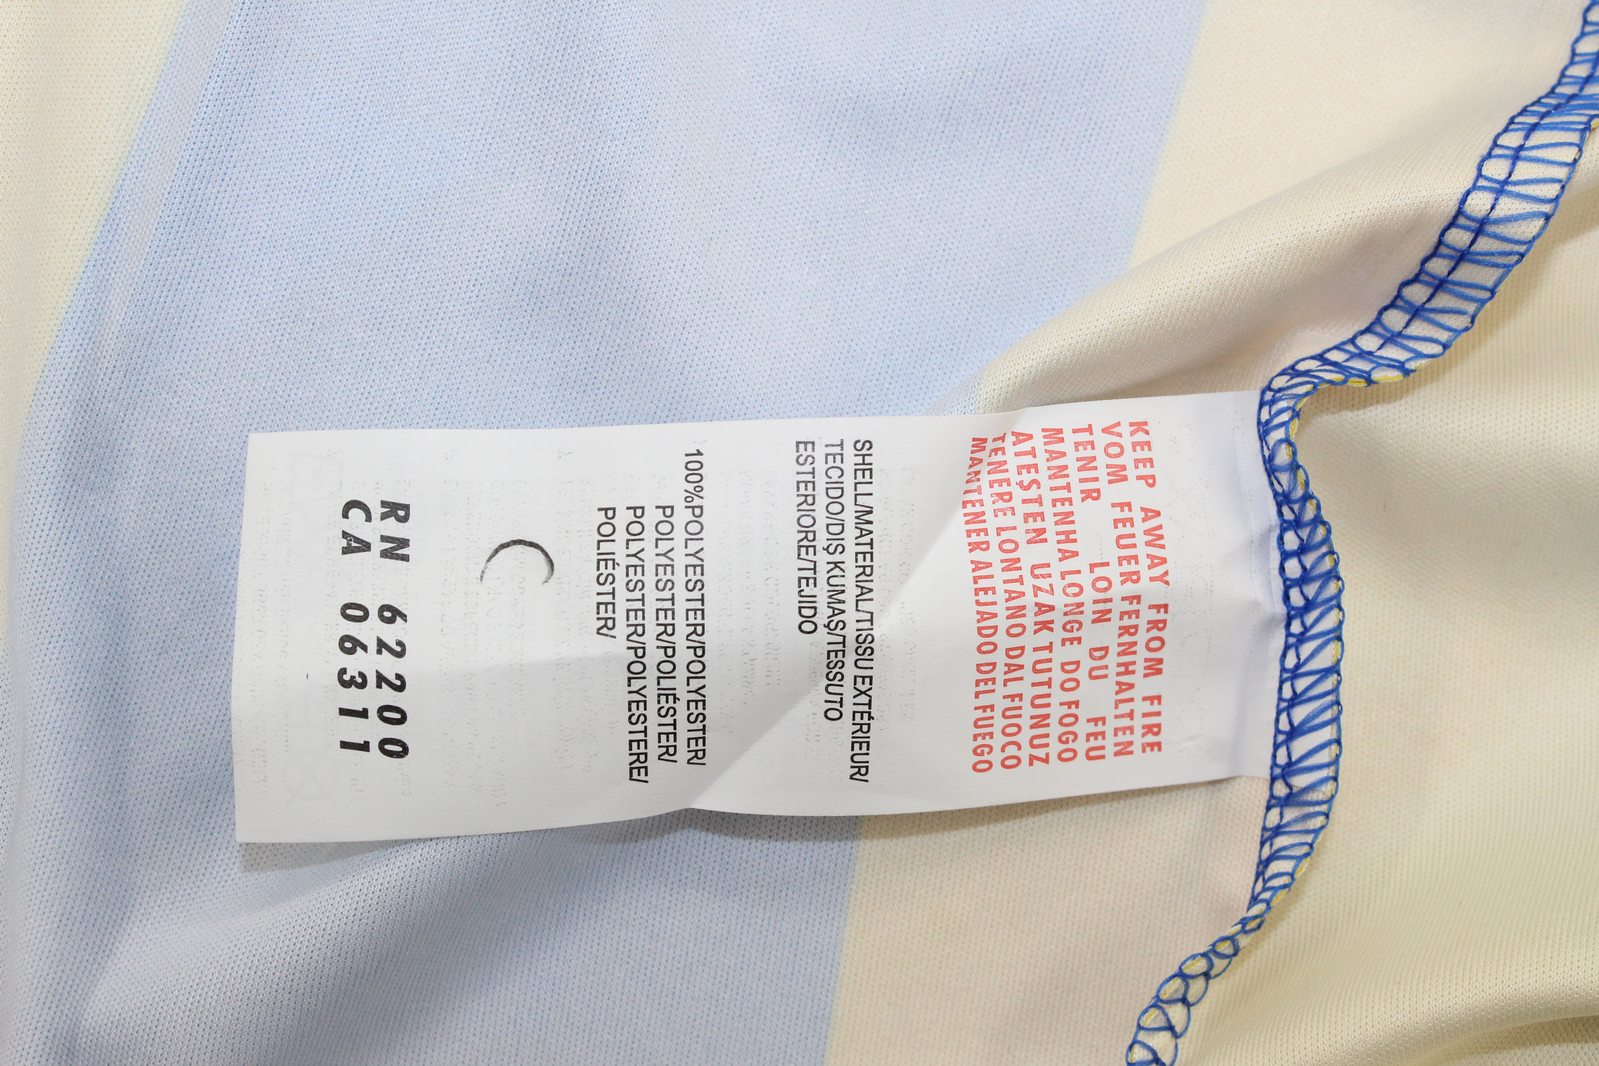 KEEP AWAY FROM FIRE
VOM FEUER FERNHALTEN
TENIR LOIN DU FEU
MANTENHA LONGE DO FOGO
ATEŞTEN UZAK TUTUNUZ
TENERE LONTANO DAL FUOCO
MANTENER ALEJADO DEL FUEGO
SHELL/MATERIAL/TISSU EXTÉRIEUR/
TECIDO/DIŞ KUMAŞ/TESSUTO
ESTERIORE/TEJIDO
100%POLYESTER/POLYESTER/
POLYESTER/POLIÉSTER/
POLYESTER/POLYESTERE/
POLIÉSTER/
RN 62200
CA 06311